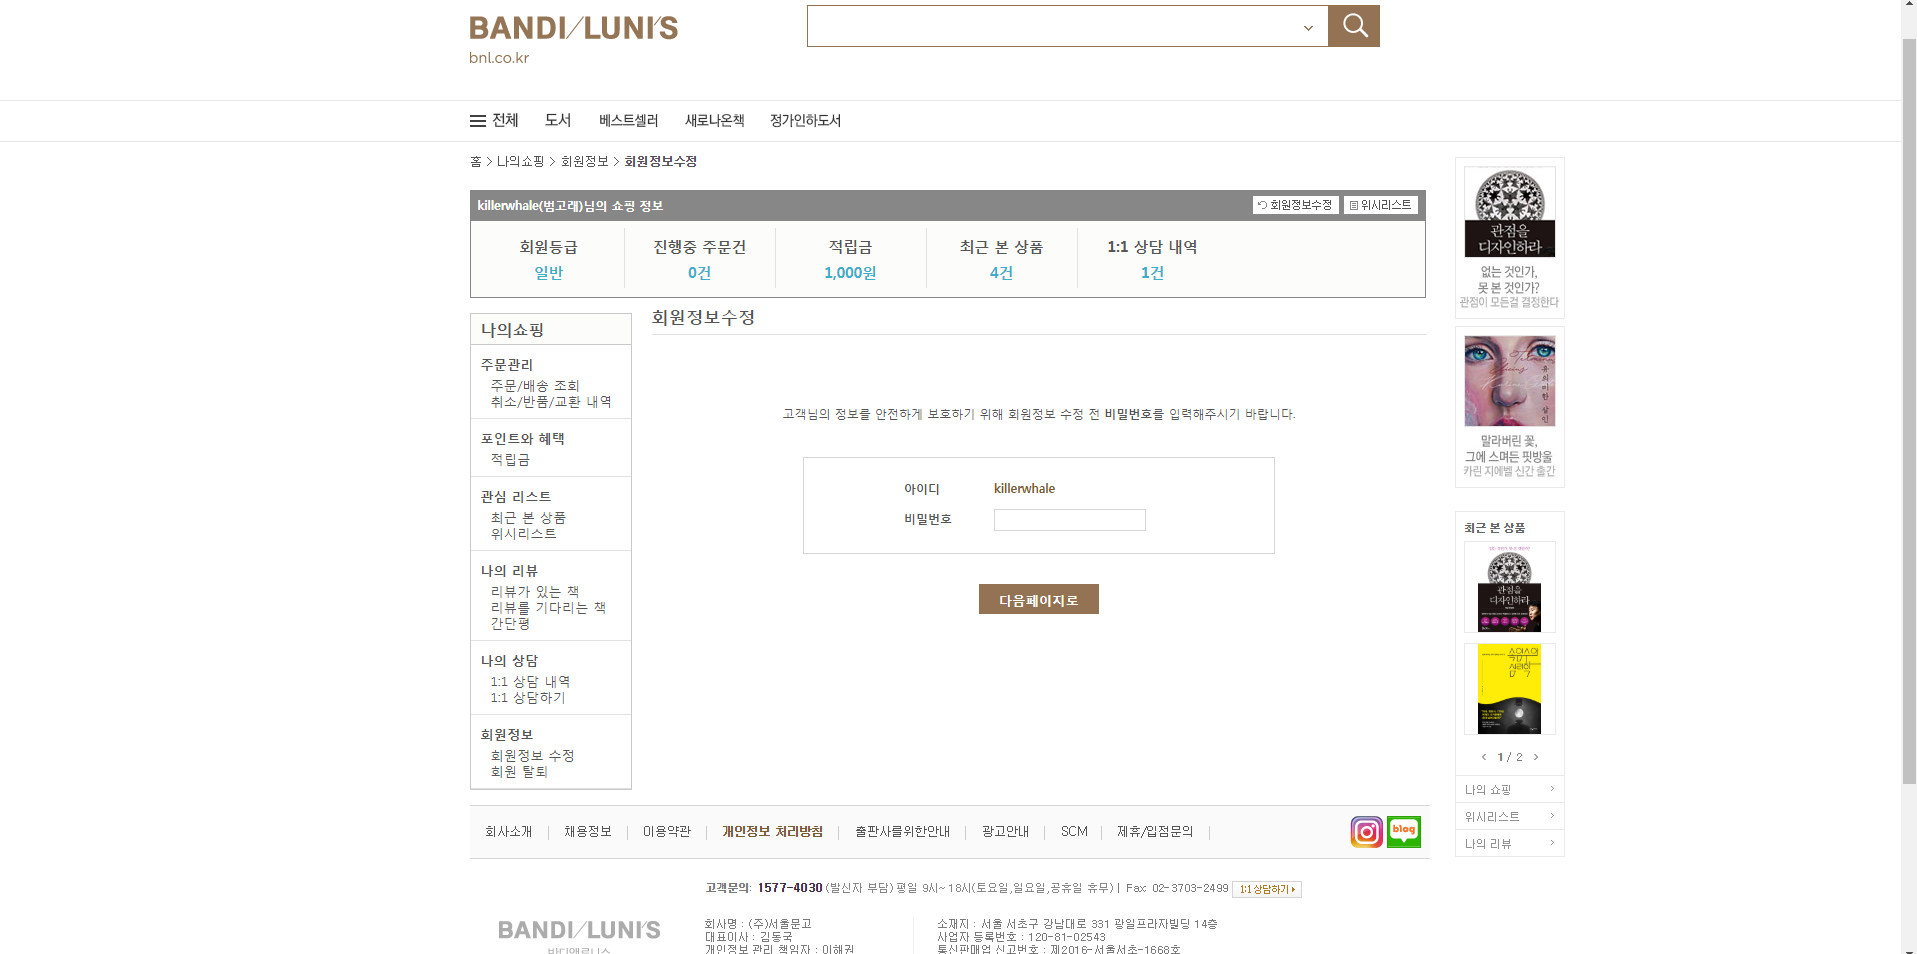 BANDI/LUNI'S
bnl.co.kr
전체 도서 베스트셀러 새로나온책 정가인하도서
홈 > 나의쇼핑 > 회원정보 > 회원정보수정
killerwhale(범고래)님의 쇼핑 정보
회원정보수정 위시리스트
회원등급 진행중 주문건 적립금 최근 본 상품 1:1 상담 내역
일반 0건 1,000원 4건 1건
나의쇼핑
주문관리
주문/배송 조회
취소/반품/교환 내역
포인트와 혜택
적립금
관심 리스트
최근 본 상품
위시리스트
나의 리뷰
리뷰가 있는 책
리뷰를 기다리는 책
간단평
나의 상담
1:1 상담 내역
1:1 상담하기
회원정보
회원정보 수정
회원 탈퇴
회원정보수정
고객님의 정보를 안전하게 보호하기 위해 회원정보 수정 전 비밀번호를 입력해주시기 바랍니다.
아이디 killerwhale
비밀번호
다음페이지로
관점을
디자인하라
없는 것인가,
못 본 것인가?
관점이 모든걸 결정한다
유의미한 살인
말라버린 꽃,
그에 스며든 핏방울
카린 지에벨 신간 출간
최근 본 상품
관점을
디자인하라
< 1 / 2 >
나의 쇼핑 >
위시리스트 >
나의 리뷰 >
회사소개 채용정보 이용약관 개인정보 처리방침 출판사를위한안내 광고안내 SCM 제휴/입점문의
blog
고객문의: 1577-4030 (발신자 부담) 평일 9시~18시(토요일,일요일,공휴일 휴무) | Fax: 02-3703-2499 1:1 상담하기
BANDI/LUNI'S
반디앤루니스
회사명 : (주)서울문고
대표이사 : 김동국
개인정보 관리 책임자 : 이해권
소재지 : 서울 서초구 강남대로 331 광일프라자빌딩 14층
사업자 등록번호 : 120-81-02543
통신판매업 신고번호 : 제2016-서울서초-1668호